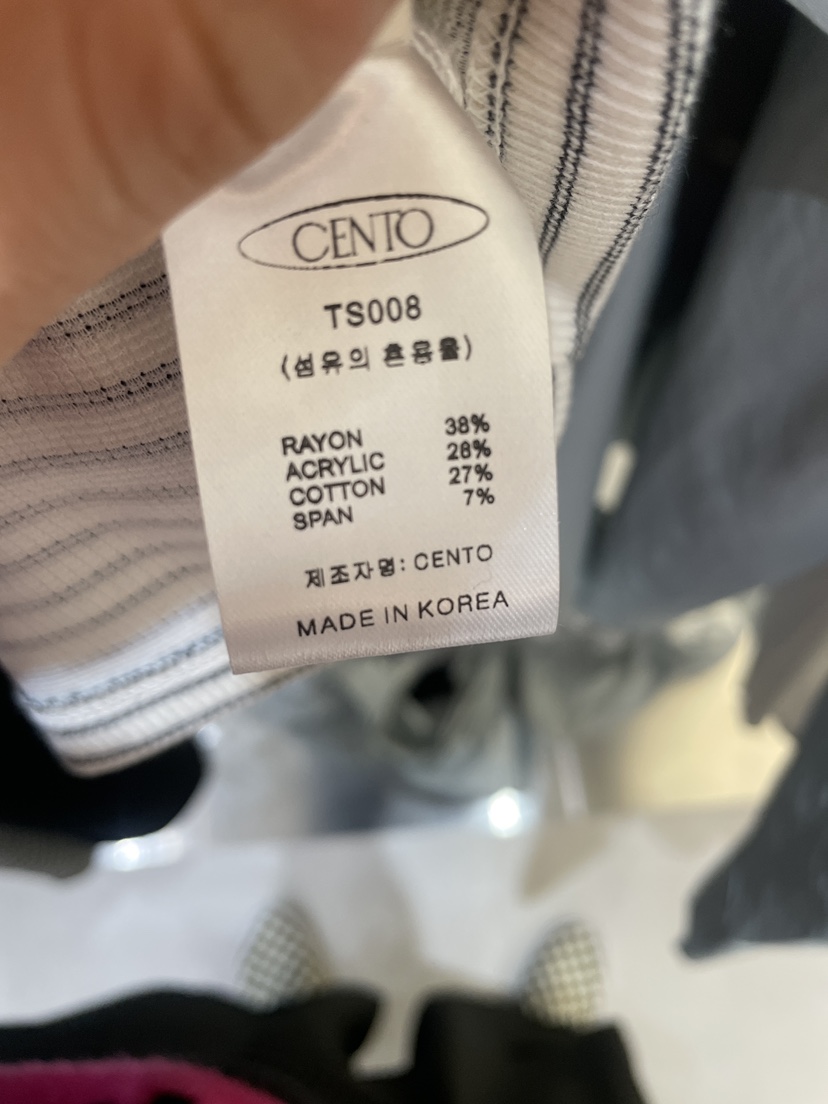 CENTO
TS008
(섬유의 혼용율)
RAYON 38%
ACRYLIC 28%
COTTON 27%
SPAN 7%
제조자명: CENTO
MADE IN KOREA